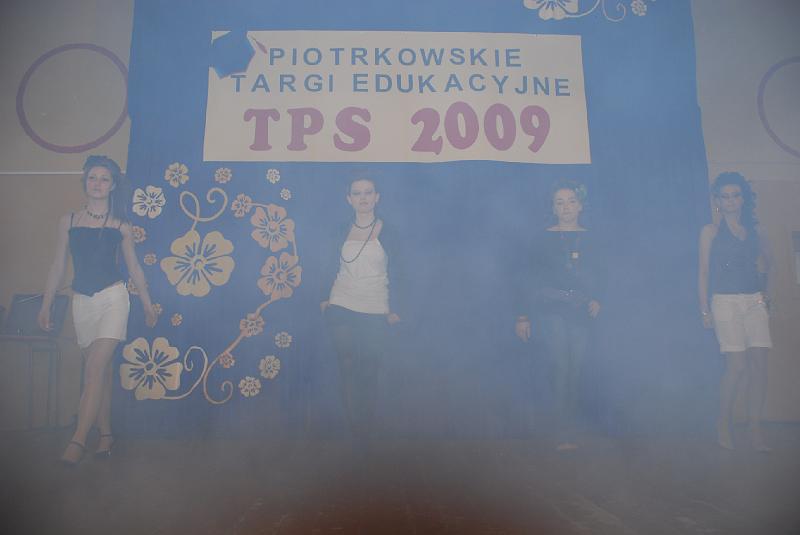 PIOTRKOWSKIE
TARGI EDUKACYJNE
TPS 2009